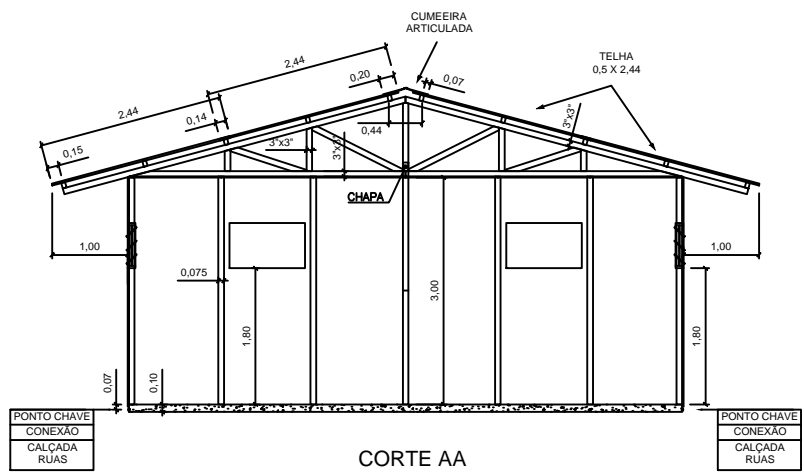 CUMEEIRA
ARTICULADA
2,44
TELHA
0,5 X 2,44
0,20
0,07
2,44
0,14
0,44
3"x3"
0,15
3"x3"
3"x3"
CHAPA
1,00
1,00
0,075
3,00
1,80
1,80
0,07
0,10
PONTO CHAVE
CONEXÃO
CALÇADA
RUAS
PONTO CHAVE
CONEXÃO
CALÇADA
RUAS
CORTE AA